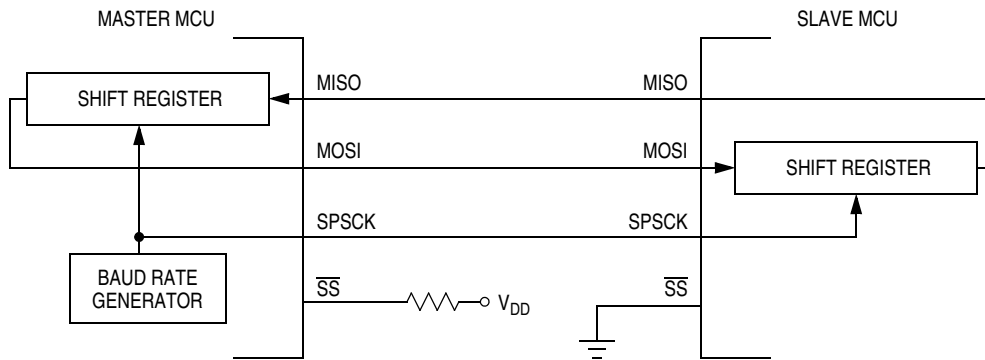 MASTER MCU
SLAVE MCU
SHIFT REGISTER
MISO
MISO
MOSI
MOSI
SHIFT REGISTER
SPSCK
SPSCK
BAUD RATE
GENERATOR
SS
VDD
SS